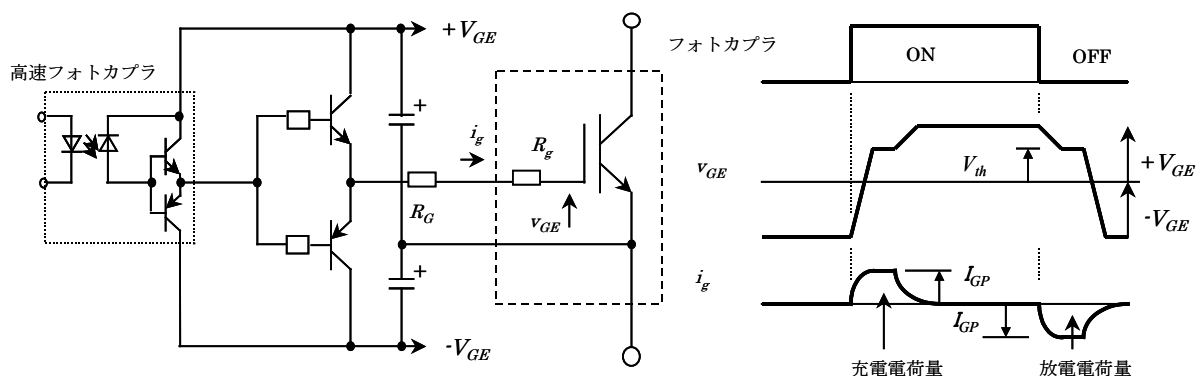 高速フォトカプラ
+V_GE
+
i_g
R_g
R_G
v_GE
+
-V_GE
フォトカプラ
ON
OFF
v_GE
V_th
+V_GE
-V_GE
i_g
I_GP
I_GP
充電電荷量
放電電荷量